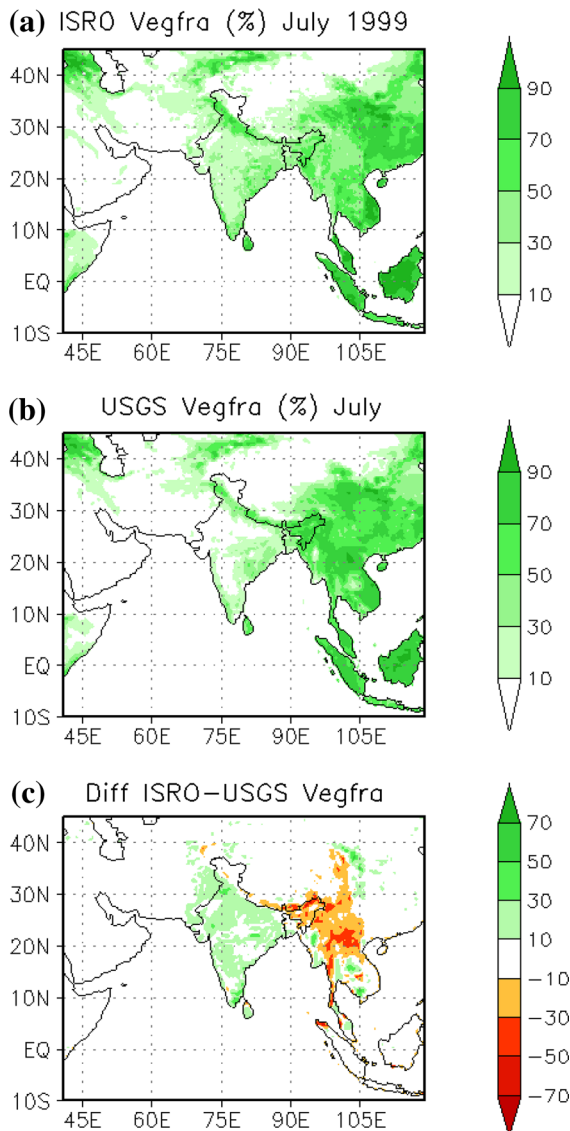 (a) ISRO Vegfra (%) July 1999
40N
30N
20N
10N
EQ
10S
45E 60E 75E 90E 105E
90
70
50
30
10
(b) USGS Vegfra (%) July
40N
30N
20N
10N
EQ
10S
45E 60E 75E 90E 105E
90
70
50
30
10
(c) Diff ISRO−USGS Vegfra
40N
30N
20N
10N
EQ
10S
45E 60E 75E 90E 105E
70
50
30
10
−10
−30
−50
−70